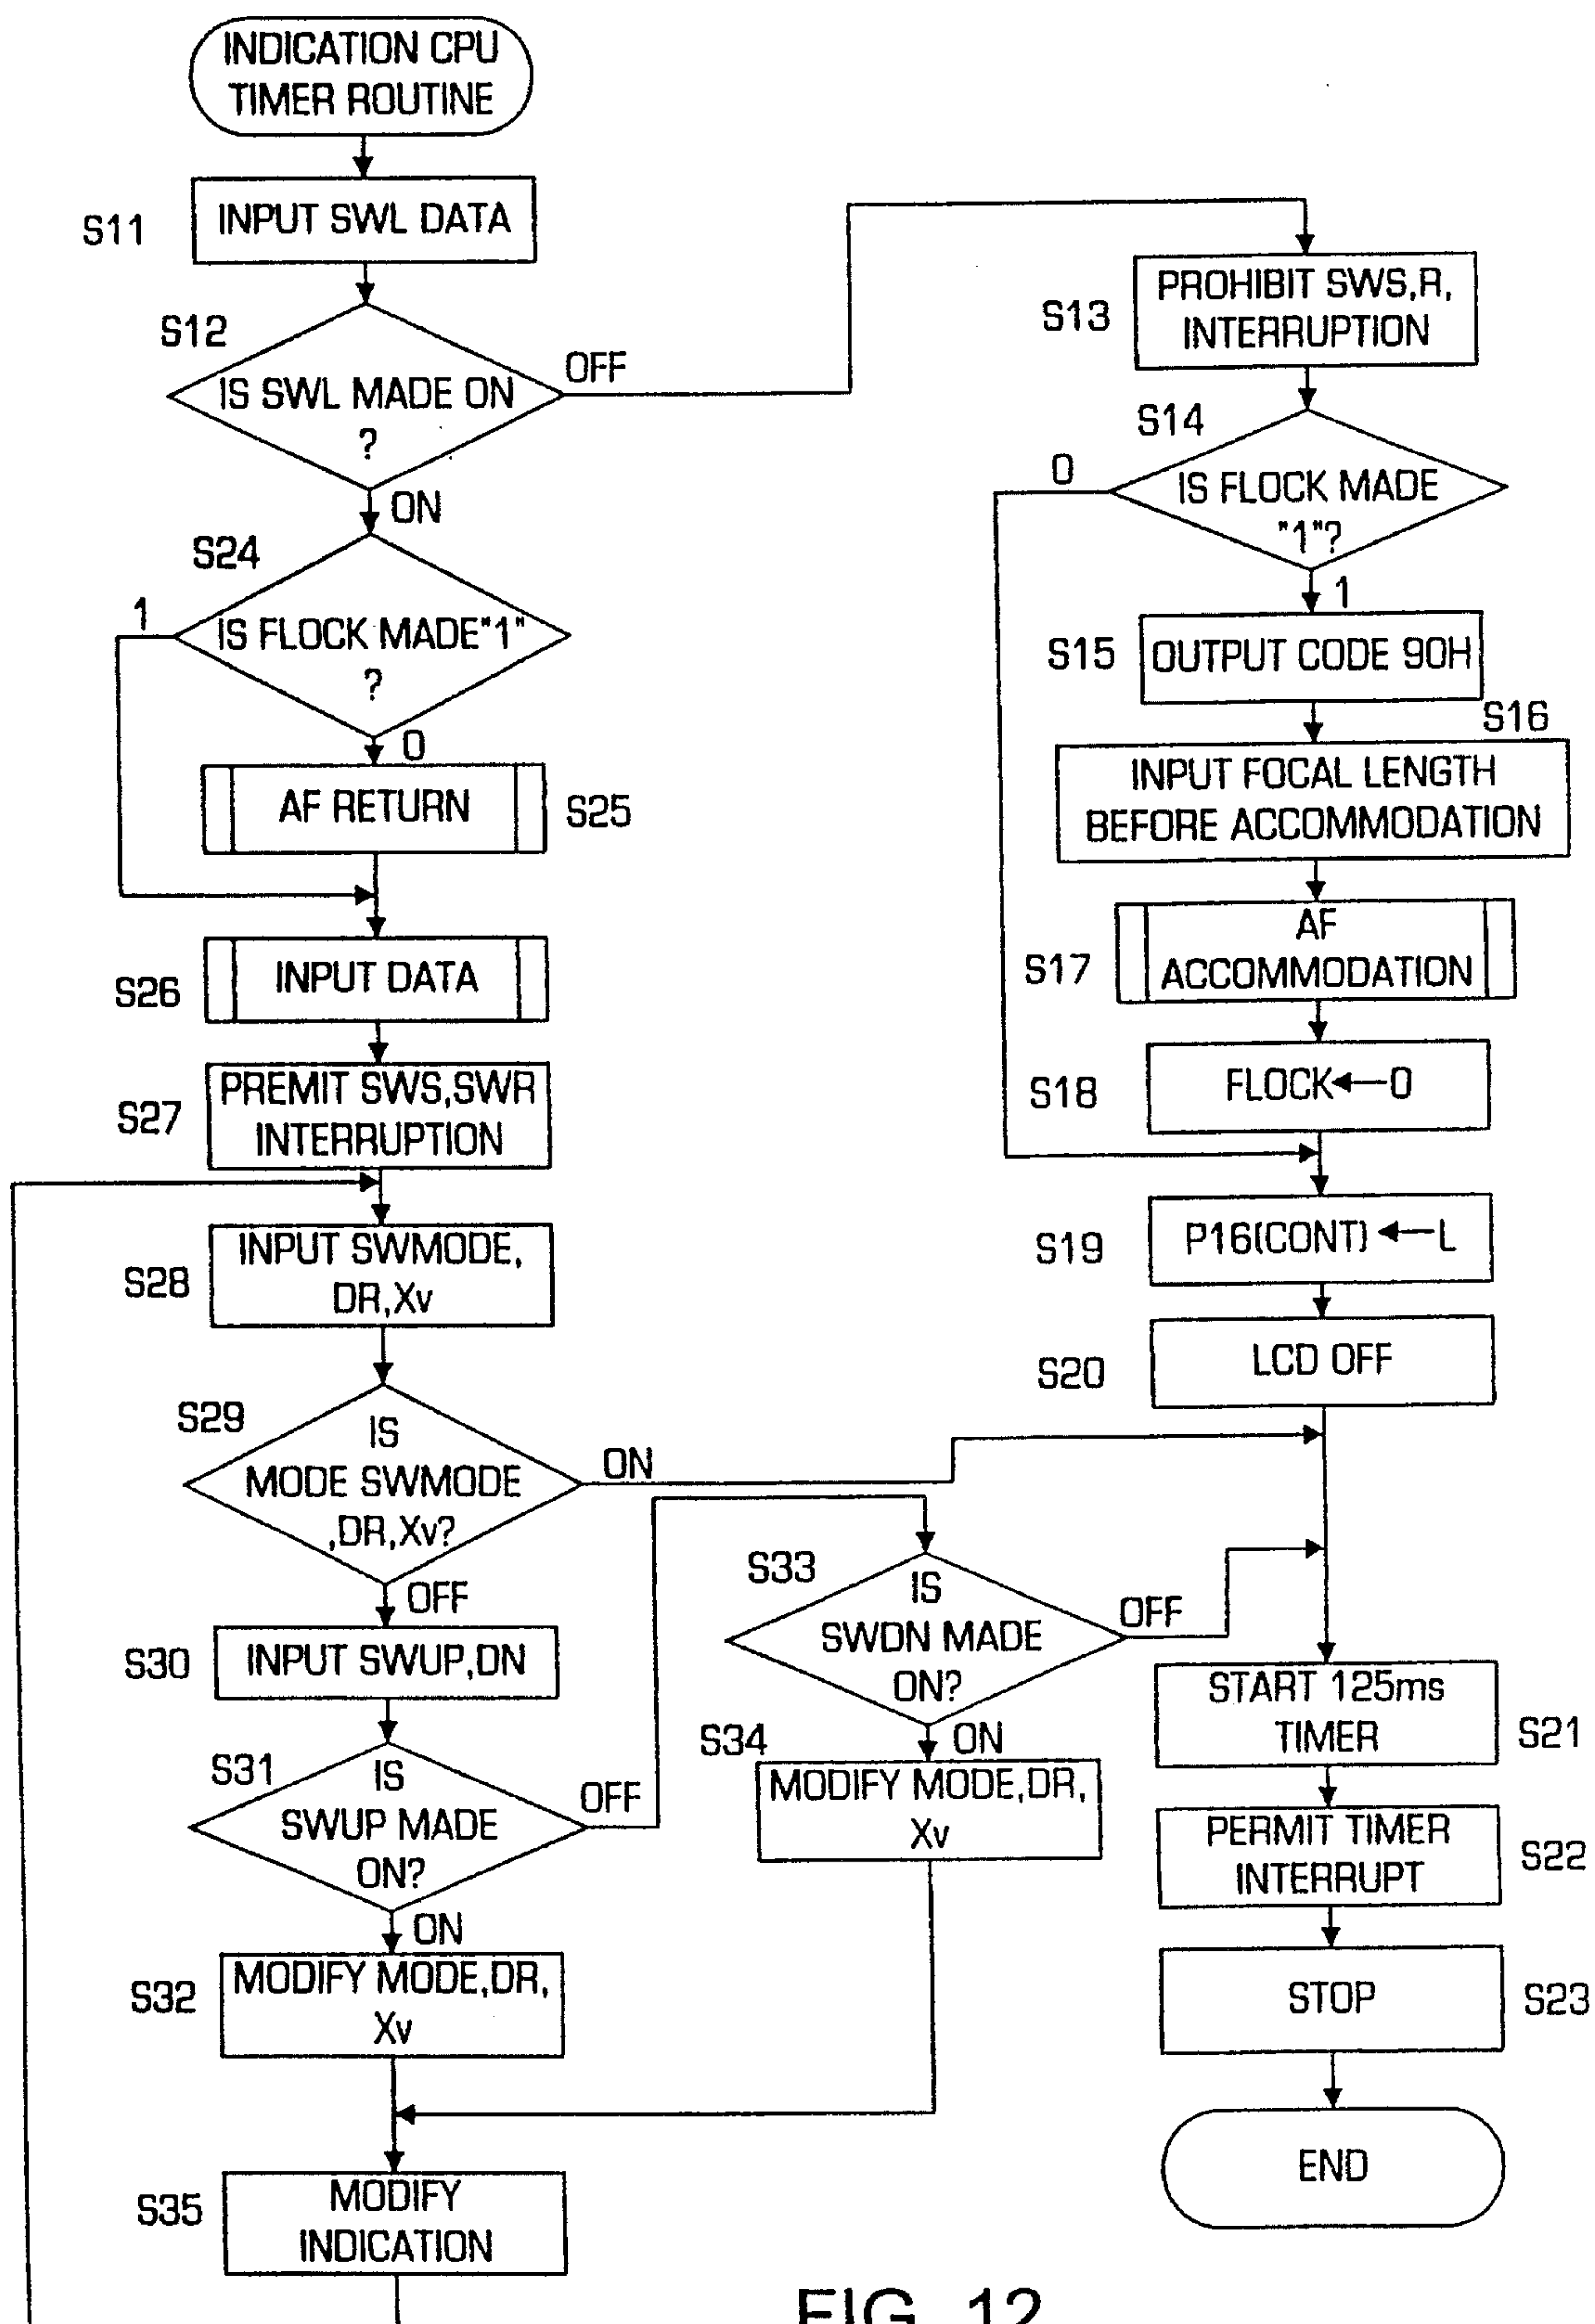 INDICATION CPU
TIMER ROUTINE
S11
INPUT SWL DATA
S12
IS SWL MADE ON
?
OFF
ON
S24
IS FLOCK MADE"1"
?
1
0
AF RETURN
S25
INPUT DATA
S26
PREMIT SWS,SWR
INTERRUPTION
S27
INPUT SWMODE,
DR,Xv
S28
S29
IS
MODE SWMODE
,DR,Xv?
ON
OFF
S30
INPUT SWUP,DN
S31
IS
SWUP MADE
ON?
OFF
ON
S32
MODIFY MODE,DR,
Xv
S33
IS
SWDN MADE
ON?
OFF
ON
S34
MODIFY MODE,DR,
Xv
S35
MODIFY
INDICATION
S13
PROHIBIT SWS,R,
INTERRUPTION
S14
IS FLOCK MADE
"1"?
0
1
S15
OUTPUT CODE 90H
S16
INPUT FOCAL LENGTH
BEFORE ACCOMMODATION
S17
AF
ACCOMMODATION
S18
FLOCK←0
S19
P16(CONT)←L
S20
LCD OFF
START 125ms
TIMER
S21
PERMIT TIMER
INTERRUPT
S22
STOP
S23
END
FIG. 12